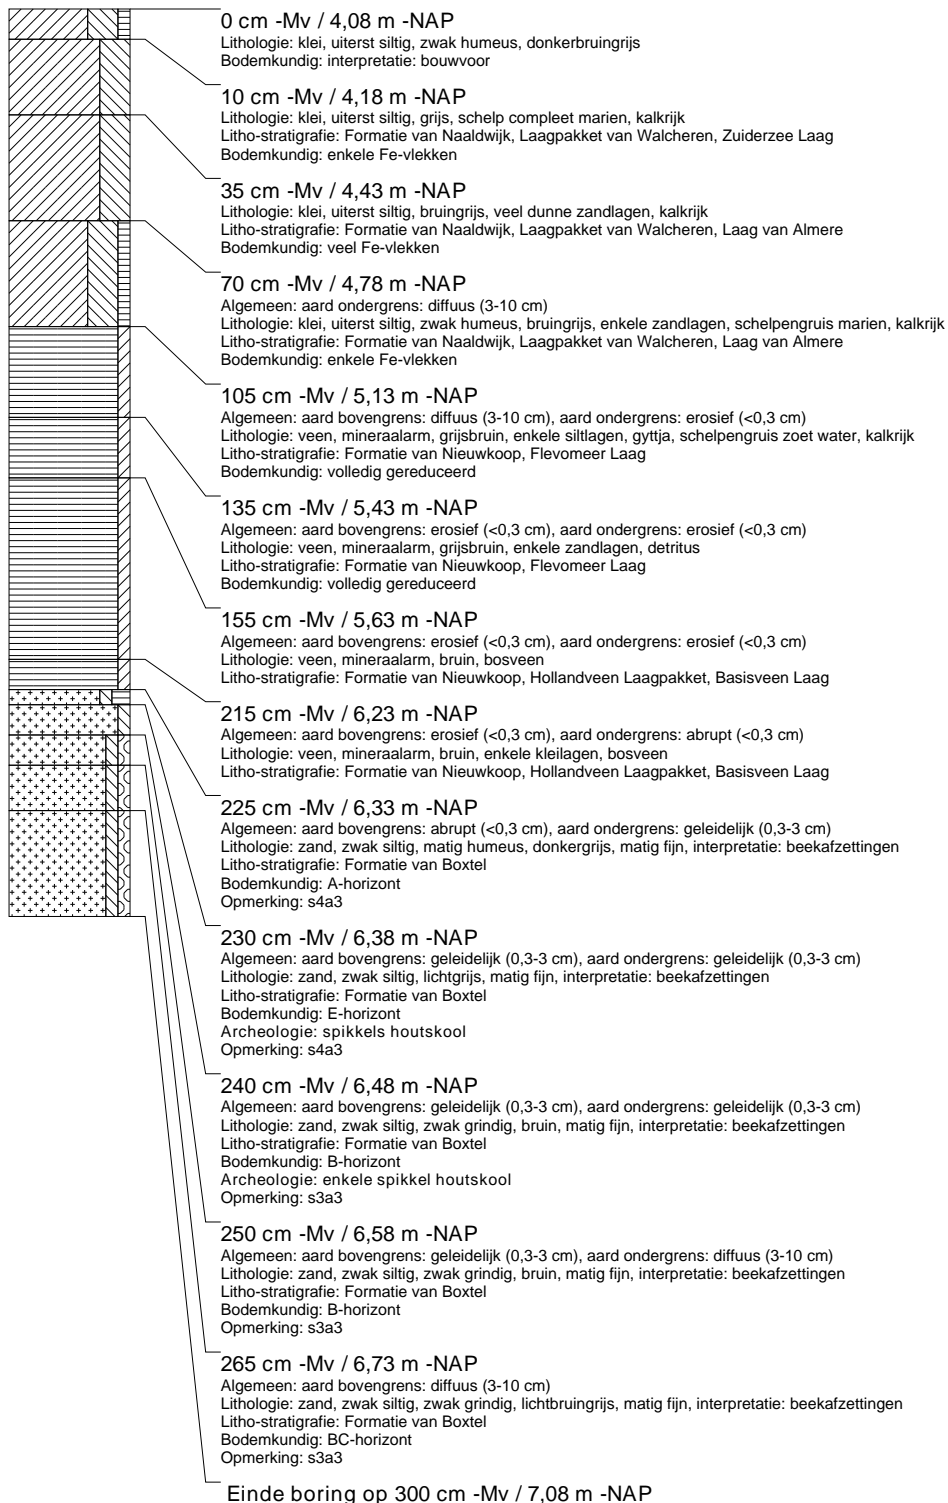 0 cm -Mv / 4,08 m -NAP
Lithologie: klei, uiterst siltig, zwak humeus, donkerbruingrijs
Bodemkundig: interpretatie: bouwvoor
10 cm -Mv / 4,18 m -NAP
Lithologie: klei, uiterst siltig, grijs, schelp compleet marien, kalkrijk
Litho-stratigrafie: Formatie van Naaldwijk, Laagpakket van Walcheren, Zuiderzee Laag
Bodemkundig: enkele Fe-vlekken
35 cm -Mv / 4,43 m -NAP
Lithologie: klei, uiterst siltig, bruingrijs, veel dunne zandlagen, kalkrijk
Litho-stratigrafie: Formatie van Naaldwijk, Laagpakket van Walcheren, Laag van Almere
Bodemkundig: veel Fe-vlekken
70 cm -Mv / 4,78 m -NAP
Algemeen: aard ondergrens: diffuus (3-10 cm)
Lithologie: klei, uiterst siltig, zwak humeus, bruingrijs, enkele zandlagen, schelpengruis marien, kalkrijk
Litho-stratigrafie: Formatie van Naaldwijk, Laagpakket van Walcheren, Laag van Almere
Bodemkundig: enkele Fe-vlekken
105 cm -Mv / 5,13 m -NAP
Algemeen: aard bovengrens: diffuus (3-10 cm), aard ondergrens: erosief (<0,3 cm)
Lithologie: veen, mineraalarm, grijsbruin, enkele siltlagen, gyttja, schelpengruis zoet water, kalkrijk
Litho-stratigrafie: Formatie van Nieuwkoop, Flevomeer Laag
Bodemkundig: volledig gereduceerd
135 cm -Mv / 5,43 m -NAP
Algemeen: aard bovengrens: erosief (<0,3 cm), aard ondergrens: erosief (<0,3 cm)
Lithologie: veen, mineraalarm, grijsbruin, enkele zandlagen, detritus
Litho-stratigrafie: Formatie van Nieuwkoop, Flevomeer Laag
Bodemkundig: volledig gereduceerd
155 cm -Mv / 5,63 m -NAP
Algemeen: aard bovengrens: erosief (<0,3 cm), aard ondergrens: erosief (<0,3 cm)
Lithologie: veen, mineraalarm, bruin, bosveen
Litho-stratigrafie: Formatie van Nieuwkoop, Hollandveen Laagpakket, Basisveen Laag
215 cm -Mv / 6,23 m -NAP
Algemeen: aard bovengrens: erosief (<0,3 cm), aard ondergrens: abrupt (<0,3 cm)
Lithologie: veen, mineraalarm, bruin, enkele kleilagen, bosveen
Litho-stratigrafie: Formatie van Nieuwkoop, Hollandveen Laagpakket, Basisveen Laag
225 cm -Mv / 6,33 m -NAP
Algemeen: aard bovengrens: abrupt (<0,3 cm), aard ondergrens: geleidelijk (0,3-3 cm)
Lithologie: zand, zwak siltig, matig humeus, donkergrijs, matig fijn, interpretatie: beekafzettingen
Litho-stratigrafie: Formatie van Boxtel
Bodemkundig: A-horizont
Opmerking: s4a3
230 cm -Mv / 6,38 m -NAP
Algemeen: aard bovengrens: geleidelijk (0,3-3 cm), aard ondergrens: geleidelijk (0,3-3 cm)
Lithologie: zand, zwak siltig, lichtgrijs, matig fijn, interpretatie: beekafzettingen
Litho-stratigrafie: Formatie van Boxtel
Bodemkundig: E-horizont
Archeologie: spikkels houtskool
Opmerking: s4a3
240 cm -Mv / 6,48 m -NAP
Algemeen: aard bovengrens: geleidelijk (0,3-3 cm), aard ondergrens: geleidelijk (0,3-3 cm)
Lithologie: zand, zwak siltig, zwak grindig, bruin, matig fijn, interpretatie: beekafzettingen
Litho-stratigrafie: Formatie van Boxtel
Bodemkundig: B-horizont
Archeologie: enkele spikkel houtskool
Opmerking: s3a3
250 cm -Mv / 6,58 m -NAP
Algemeen: aard bovengrens: geleidelijk (0,3-3 cm), aard ondergrens: diffuus (3-10 cm)
Lithologie: zand, zwak siltig, zwak grindig, bruin, matig fijn, interpretatie: beekafzettingen
Litho-stratigrafie: Formatie van Boxtel
Bodemkundig: B-horizont
Opmerking: s3a3
265 cm -Mv / 6,73 m -NAP
Algemeen: aard bovengrens: diffuus (3-10 cm)
Lithologie: zand, zwak siltig, zwak grindig, lichtbruingrijs, matig fijn, interpretatie: beekafzettingen
Litho-stratigrafie: Formatie van Boxtel
Bodemkundig: BC-horizont
Opmerking: s3a3
Einde boring op 300 cm -Mv / 7,08 m -NAP